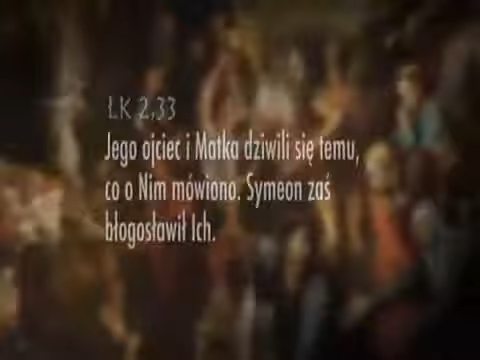 ŁK 2,33
Jego ojciec i Matka dziwili się temu,
co o Nim mówiono. Symeon zaś
błogosławił Ich.